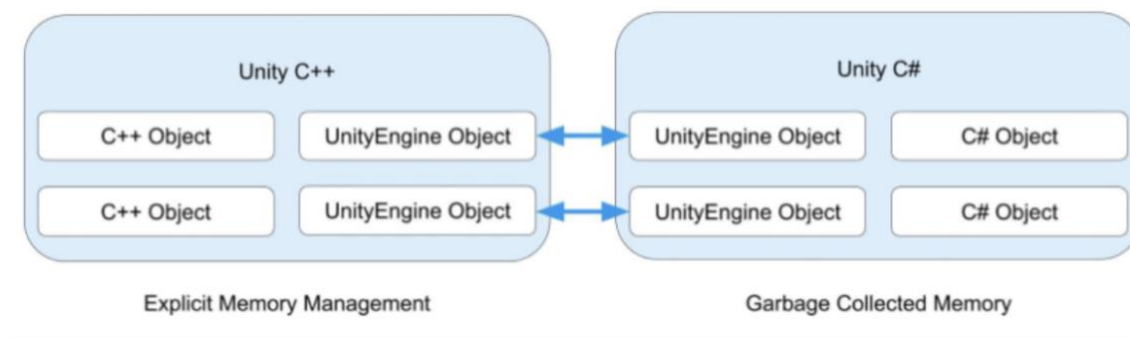 Unity C++
C++ Object
UnityEngine Object
C++ Object
UnityEngine Object
Explicit Memory Management
Unity C#
UnityEngine Object
C# Object
UnityEngine Object
C# Object
Garbage Collected Memory